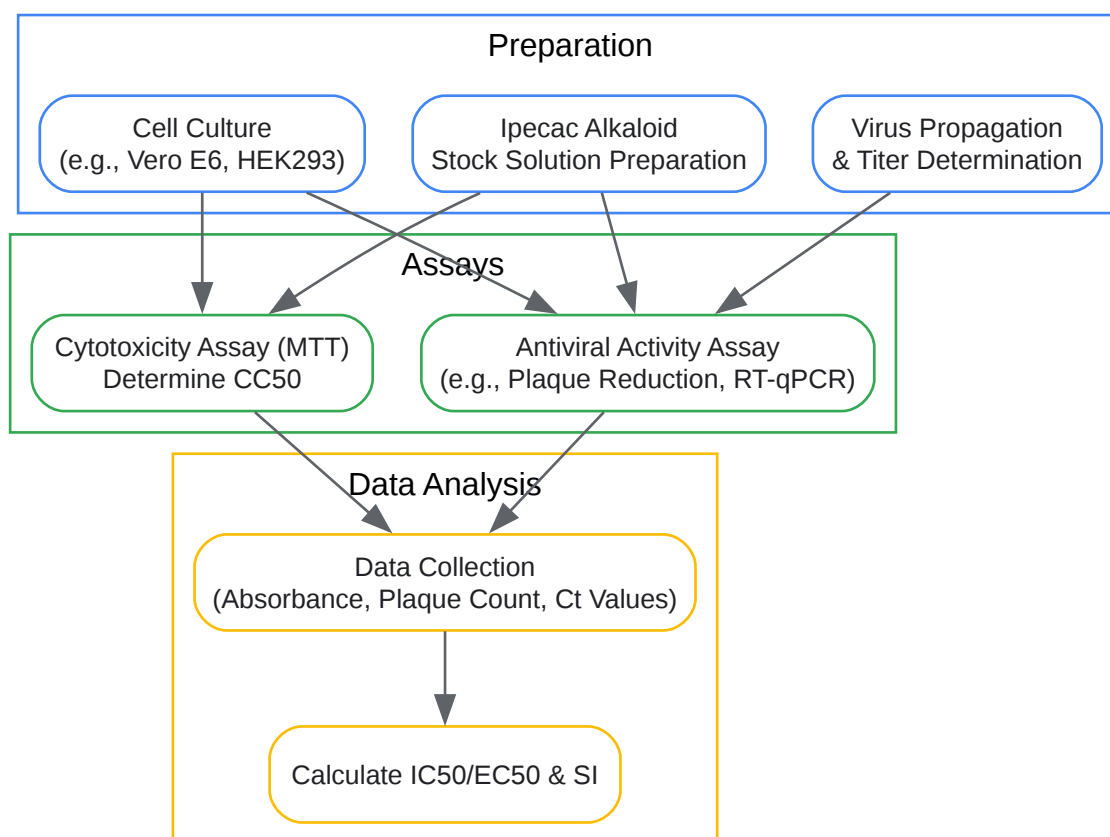 Preparation
Cell Culture
(e.g., Vero E6, HEK293)
Ipecac Alkaloid
Stock Solution Preparation
Virus Propagation
& Titer Determination
Assays
Cytotoxicity Assay (MTT)
Determine CC50
Antiviral Activity Assay
(e.g., Plaque Reduction, RT-qPCR)
Data Analysis
Data Collection
(Absorbance, Plaque Count, Ct Values)
Calculate IC50/EC50 & SI